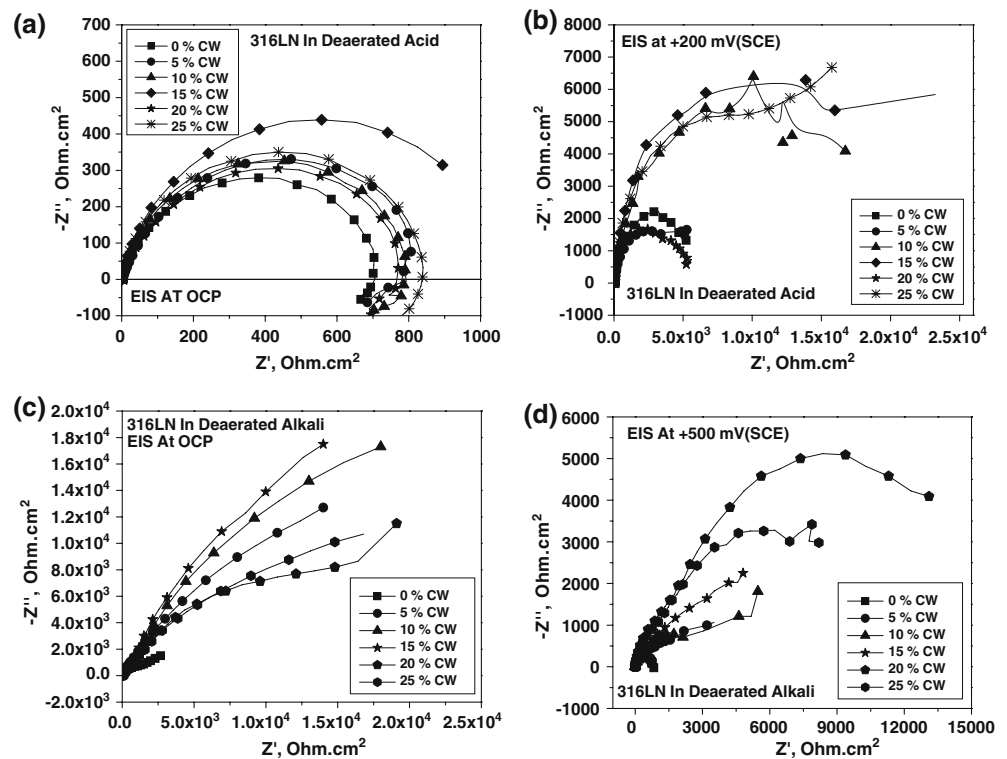 (a)
700
600
500
400
300
200
100
0
-100
-Z'', Ohm.cm²
0 % CW
5 % CW
10 % CW
15 % CW
20 % CW
25 % CW
316LN In Deaerated Acid
EIS AT OCP
0 200 400 600 800 1000
Z', Ohm.cm²
(b)
8000
7000
6000
5000
4000
3000
2000
1000
0
-1000
-Z'', Ohm.cm²
EIS at +200 mV(SCE)
0 % CW
5 % CW
10 % CW
15 % CW
20 % CW
25 % CW
316LN In Deaerated Acid
0.0 5.0x10³ 1.0x10⁴ 1.5x10⁴ 2.0x10⁴ 2.5x10⁴
Z', Ohm.cm²
(c)
2.0x10⁴
1.8x10⁴
1.6x10⁴
1.4x10⁴
1.2x10⁴
1.0x10⁴
8.0x10³
6.0x10³
4.0x10³
2.0x10³
0.0
-2.0x10³
-Z'', Ohm.cm²
316LN In Deaerated Alkali
EIS At OCP
0 % CW
5 % CW
10 % CW
15 % CW
20 % CW
25 % CW
0.0 4.0x10³ 8.0x10³ 1.2x10⁴ 1.6x10⁴ 2.0x10⁴
Z', Ohm.cm²
(d)
6000
5000
4000
3000
2000
1000
0
-1000
-Z'', Ohm.cm²
EIS At +500 mV(SCE)
0 % CW
5 % CW
10 % CW
15 % CW
20 % CW
25 % CW
316LN In Deaerated Alkali
0 3000 6000 9000 12000 15000
Z', Ohm.cm²